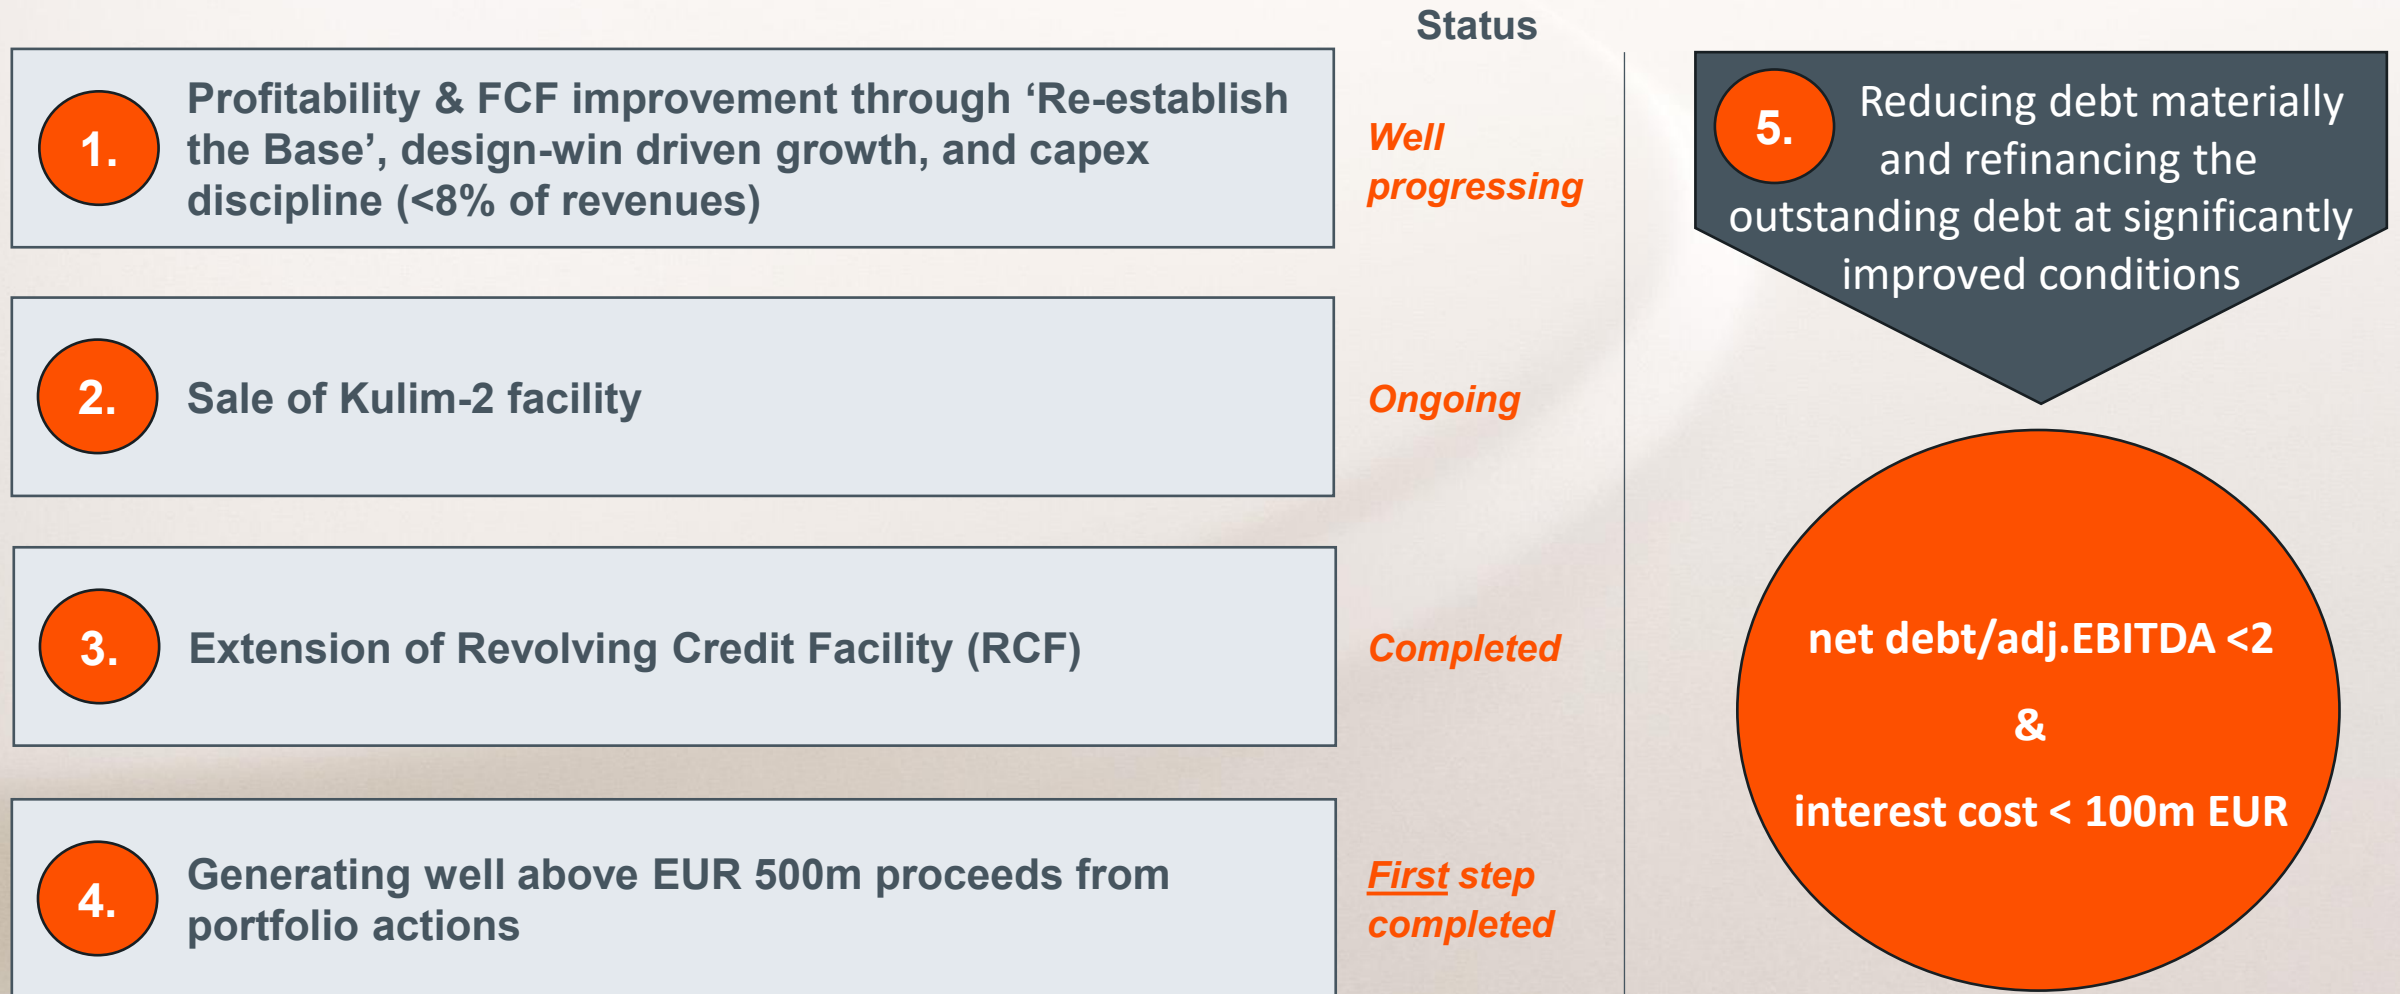 Status
1.
Profitability & FCF improvement through ‘Re-establish
the Base’, design-win driven growth, and capex
discipline (<8% of revenues)
Well
progressing
2.
Sale of Kulim-2 facility
Ongoing
3.
Extension of Revolving Credit Facility (RCF)
Completed
4.
Generating well above EUR 500m proceeds from
portfolio actions
First step
completed
5.
Reducing debt materially
and refinancing the
outstanding debt at significantly
improved conditions
net debt/adj.EBITDA <2
&
interest cost < 100m EUR